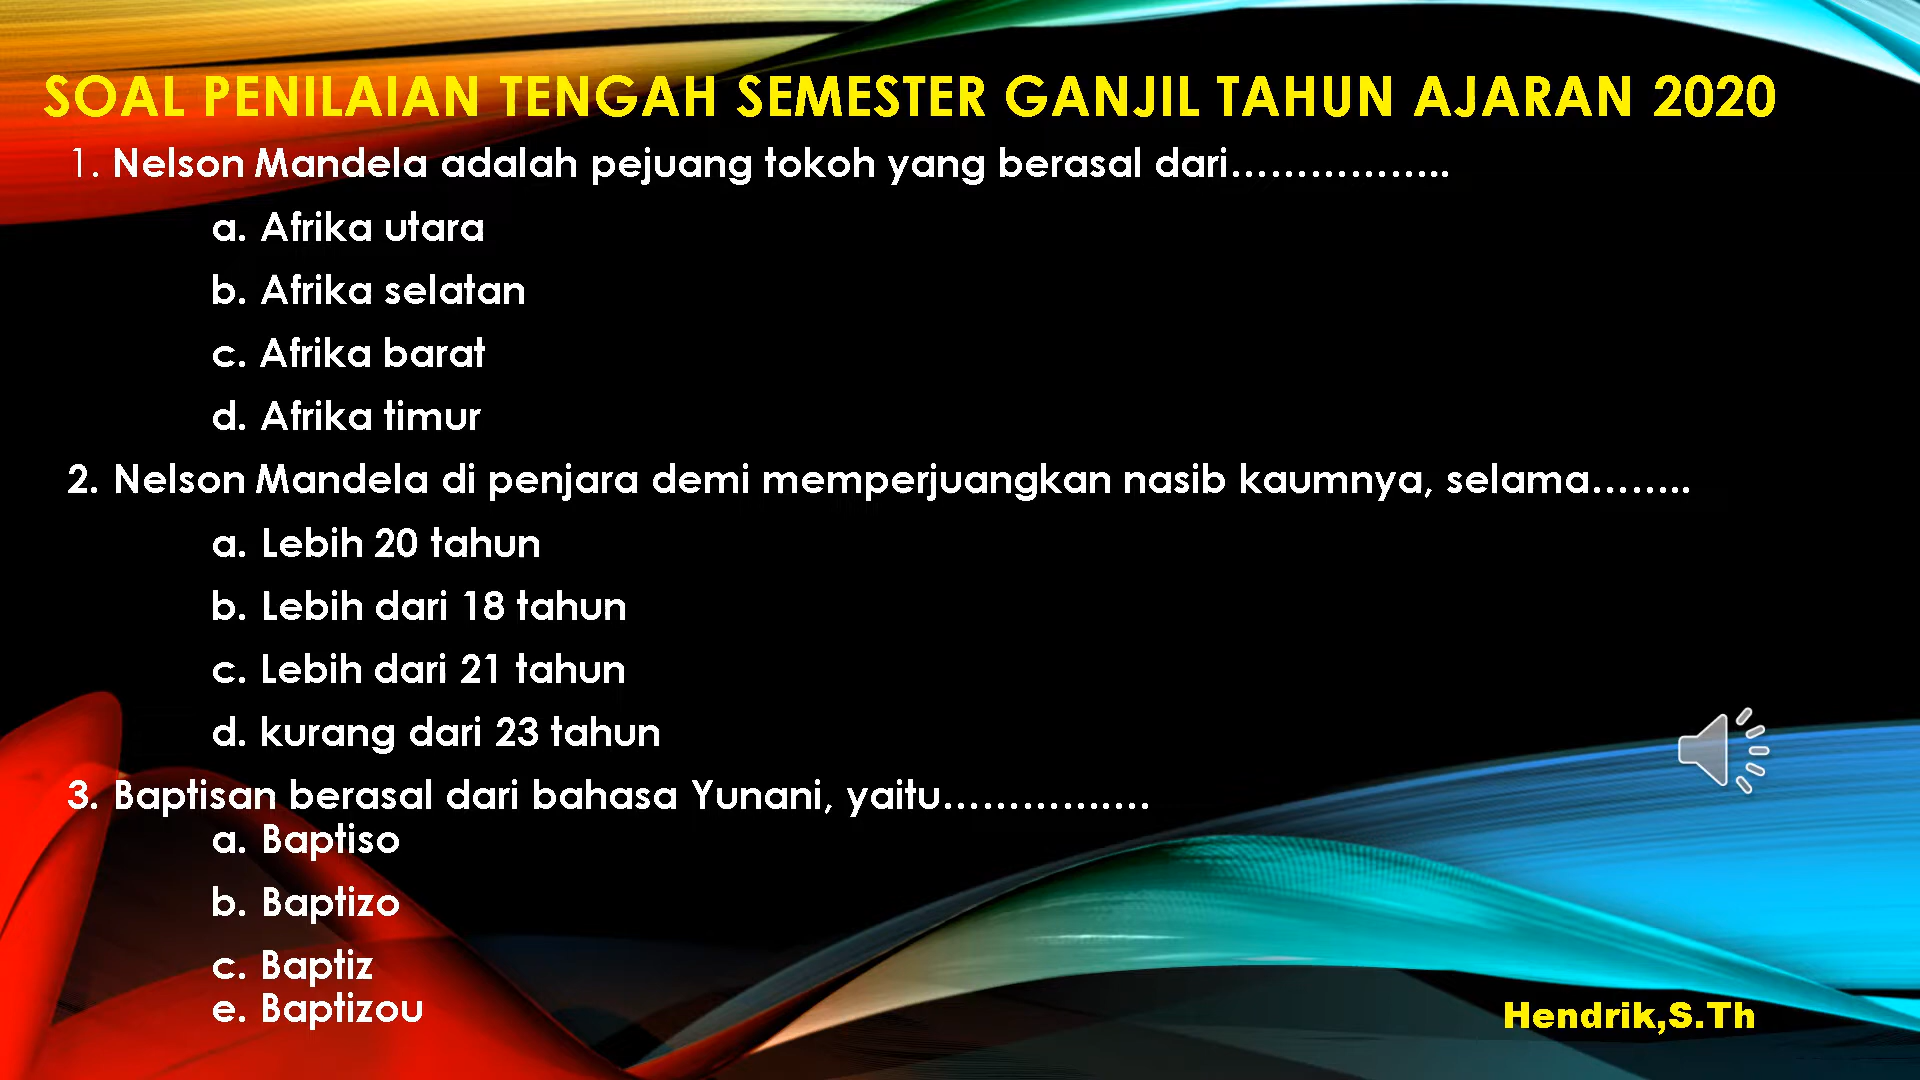 SOAL PENILAIAN TENGAH SEMESTER GANJIL TAHUN AJARAN 2020
1. Nelson Mandela adalah pejuang tokoh yang berasal dari……………..
a. Afrika utara
b. Afrika selatan
c. Afrika barat
d. Afrika timur
2. Nelson Mandela di penjara demi memperjuangkan nasib kaumnya, selama……..
a. Lebih 20 tahun
b. Lebih dari 18 tahun
c. Lebih dari 21 tahun
d. kurang dari 23 tahun
3. Baptisan berasal dari bahasa Yunani, yaitu…………….
a. Baptiso
b. Baptizo
c. Baptiz
e. Baptizou
Hendrik,S.Th